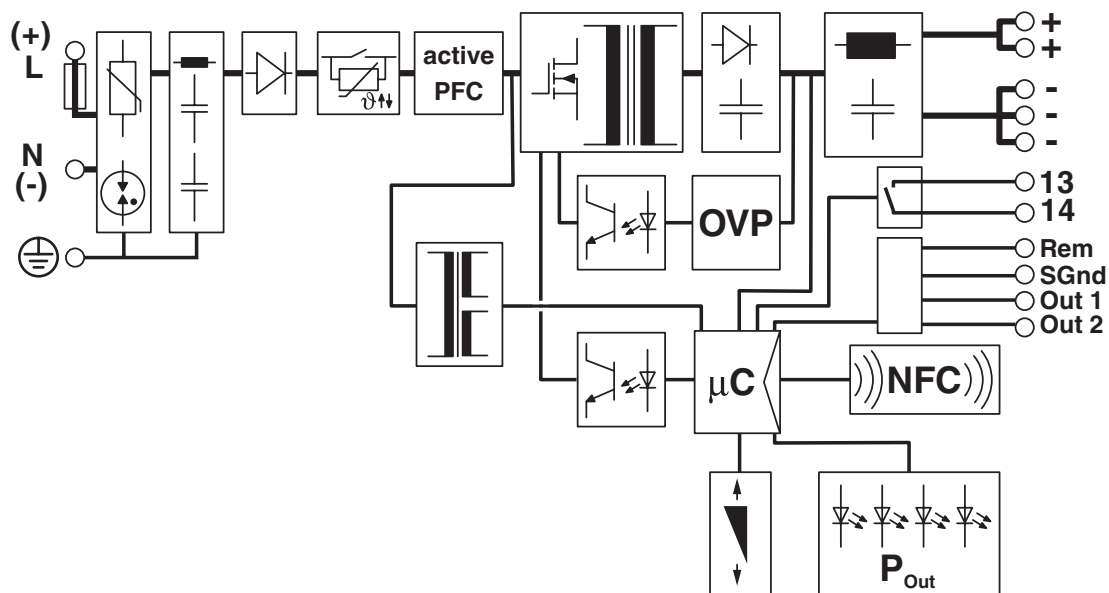 (+)
L
N
(-)
ϑ
active
PFC
+
+
-
-
-
13
14
OVP
Rem
SGnd
Out 1
Out 2
µC
NFC
P Out